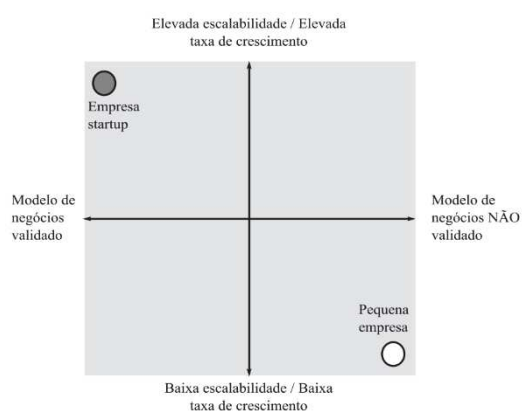 Elevada escalabilidade / Elevada
taxa de crescimento
Empresa
startup
Modelo de
negócios
validado
Modelo de
negócios NÃO
validado
Pequena
empresa
Baixa escalabilidade / Baixa
taxa de crescimento